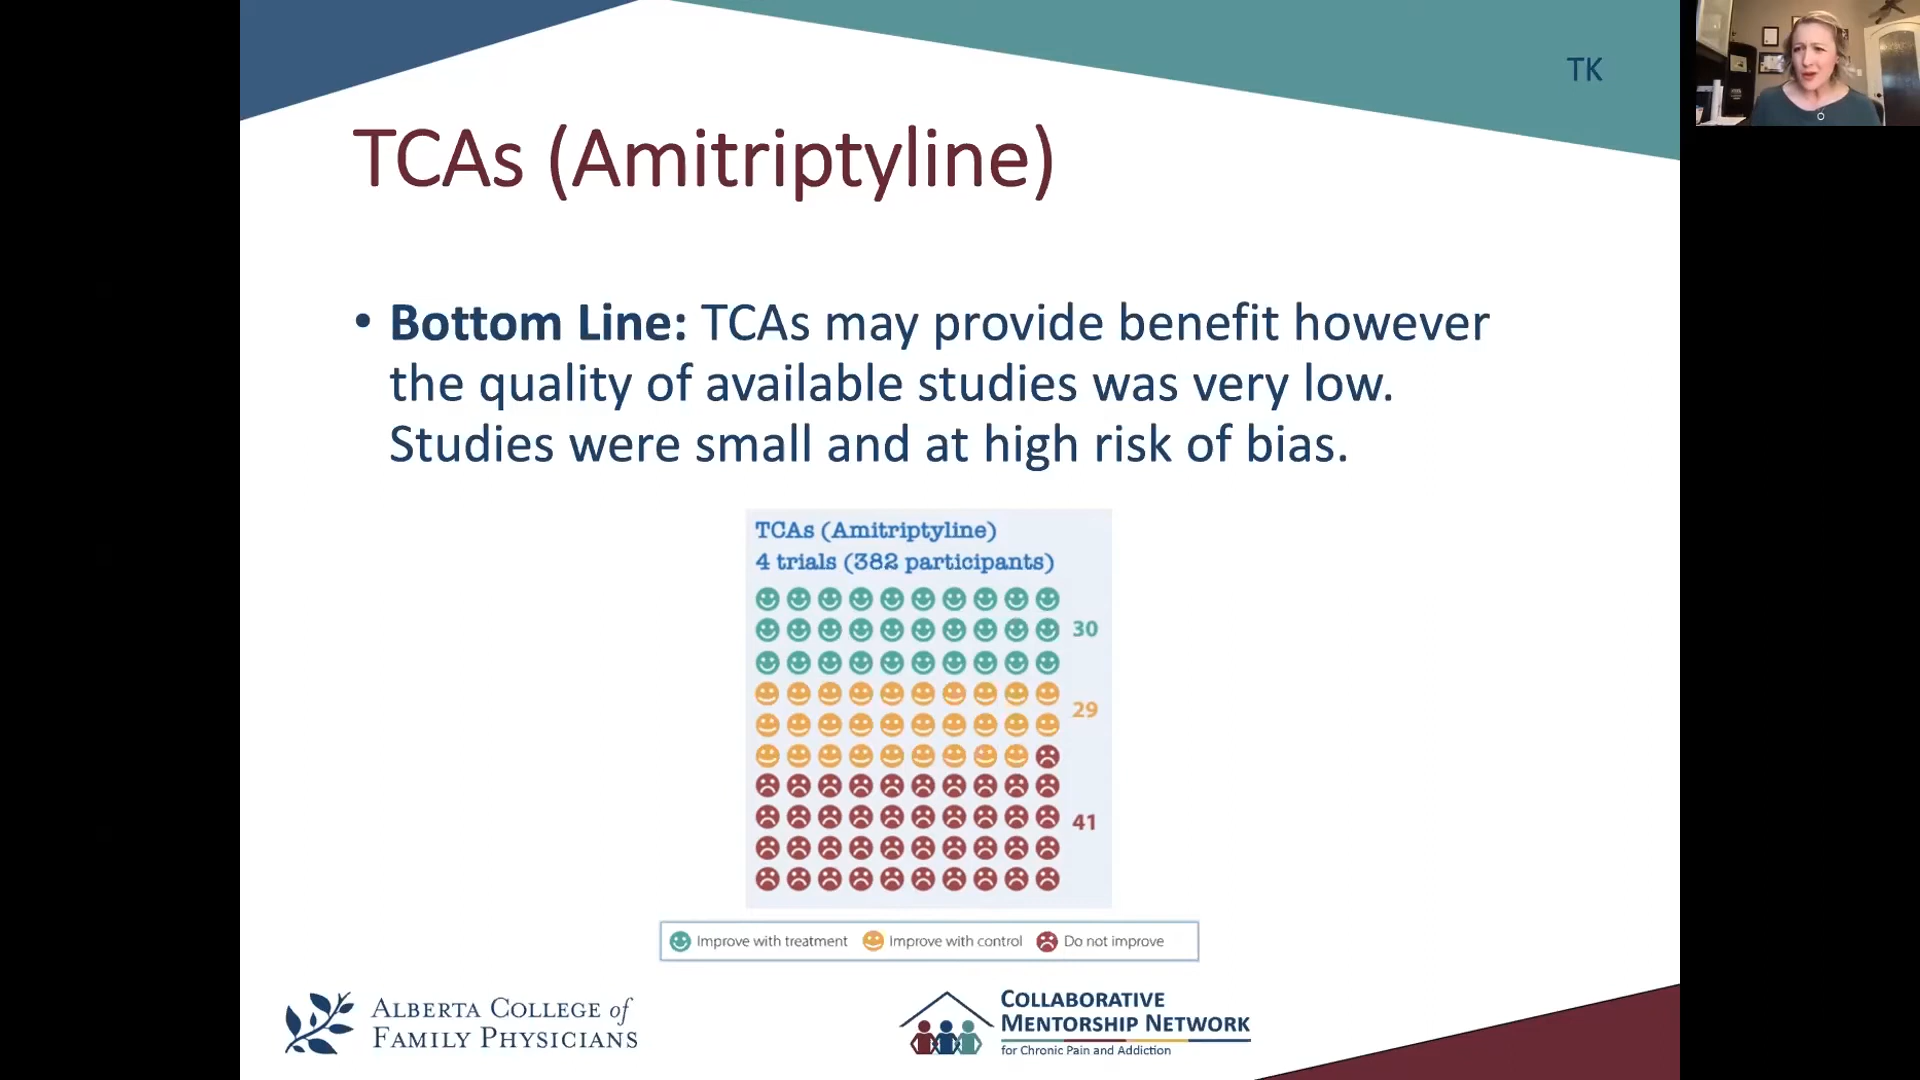 TK
TCAs (Amitriptyline)
• Bottom Line: TCAs may provide benefit however
the quality of available studies was very low.
Studies were small and at high risk of bias.
TCAs (Amitriptyline)
4 trials (382 participants)
30
29
41
Improve with treatment Improve with control Do not improve
ALBERTA COLLEGE of
FAMILY PHYSICIANS
COLLABORATIVE
MENTORSHIP NETWORK
for Chronic Pain and Addiction